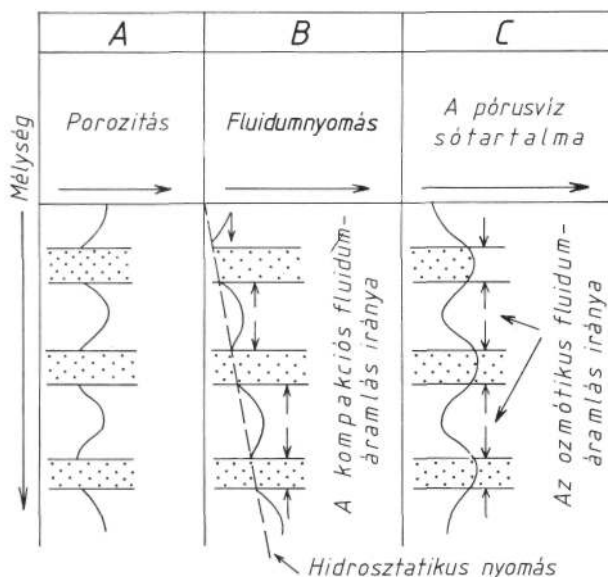 A
B
C
Mélység
Porozitás
Fluidumnyomás
A pórusvíz
sótartalma
A kompakciós fluidum-
áramlás iránya
Az ozmótikus fluidum-
áramlás iránya
Hidrosztatikus nyomás